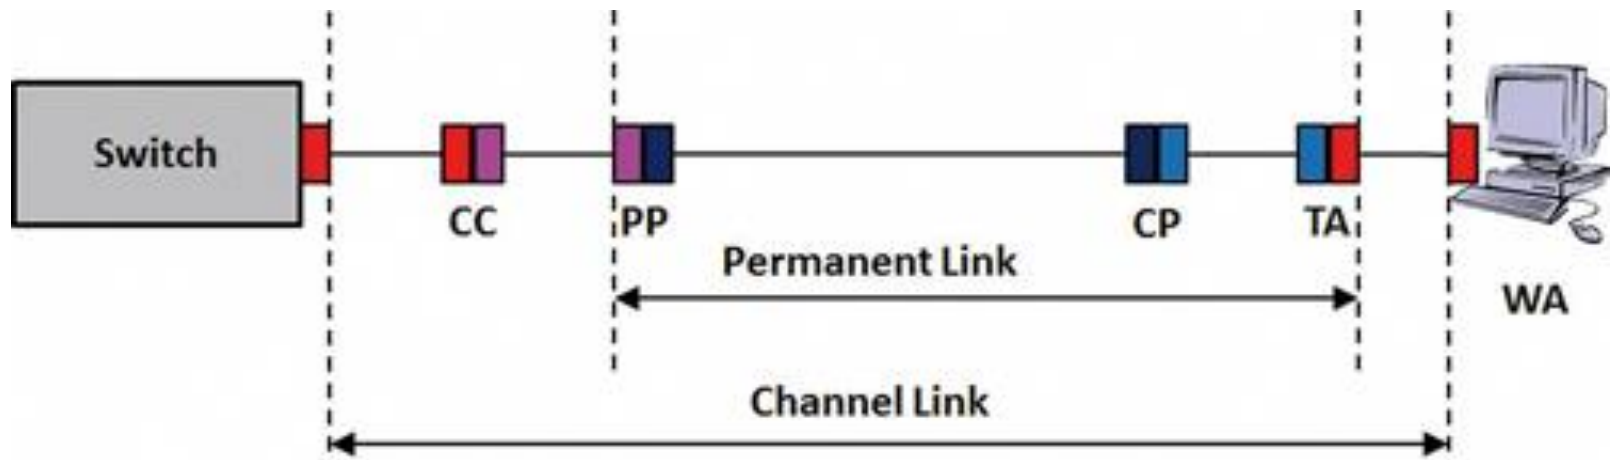 Switch
CC
PP
CP
TA
Permanent Link
WA
Channel Link